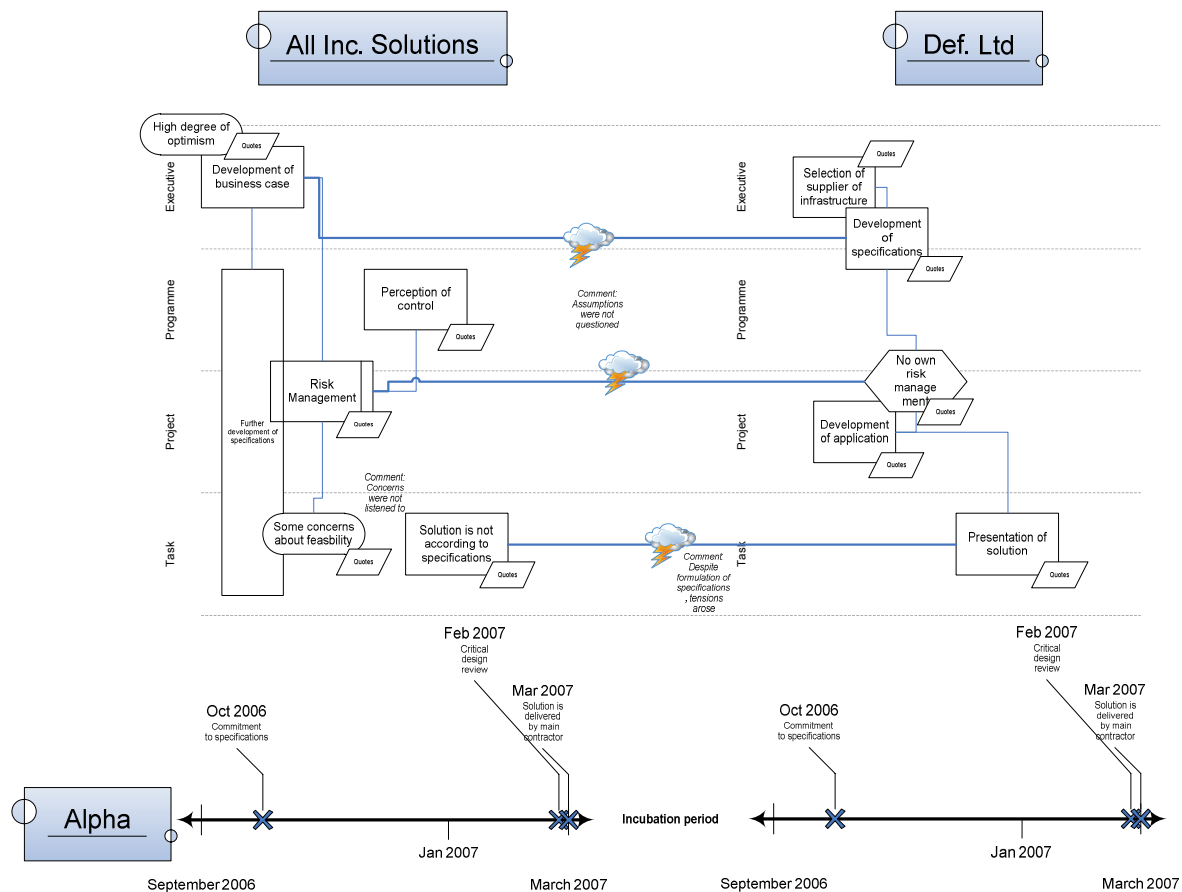 All Inc. Solutions
Def. Ltd
High degree of
optimism
Quotes
Development of
business case
Executive
Programme
Project
Task
Perception of
control
Quotes
Risk
Management
Quotes
Further
development of
specifications
Some concerns
about feasbility
Quotes
Comment:
Concerns
were not
listened to
Solution is not
according to
specifications
Quotes
Comment:
Assumptions
were not
questioned
Comment:
Despite
formulation of
specifications
, tensions
arose
Executive
Programme
Project
Task
Quotes
Selection of
supplier of
infrastructure
Development
of
specifications
Quotes
No own
risk
manage
ment
Quotes
Development
of application
Quotes
Presentation of
solution
Quotes
Feb 2007
Critical
design
review
Mar 2007
Solution is
delivered
by main
contractor
Oct 2006
Commitment
to specifications
Feb 2007
Critical
design
review
Mar 2007
Solution is
delivered
by main
contractor
Oct 2006
Commitment
to specifications
Alpha
Incubation period
Jan 2007
Jan 2007
September 2006
March 2007
September 2006
March 2007